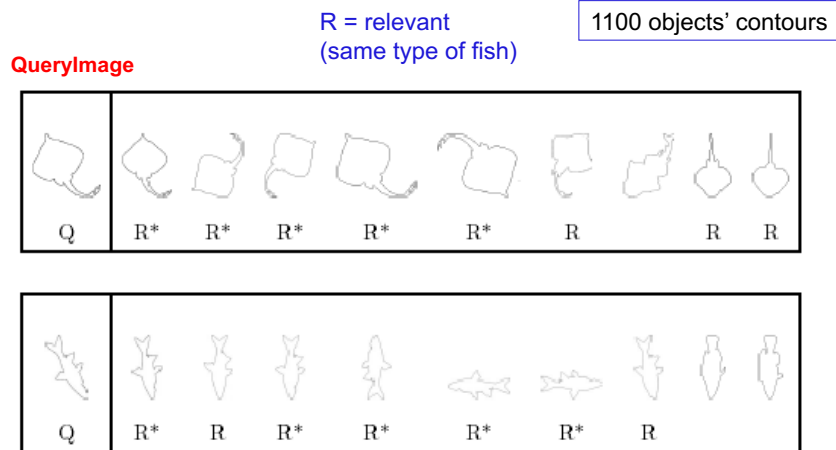 R = relevant
(same type of fish)
1100 objects' contours
QueryImage
Q R* R* R* R* R* R R R
Q R* R R* R* R* R* R